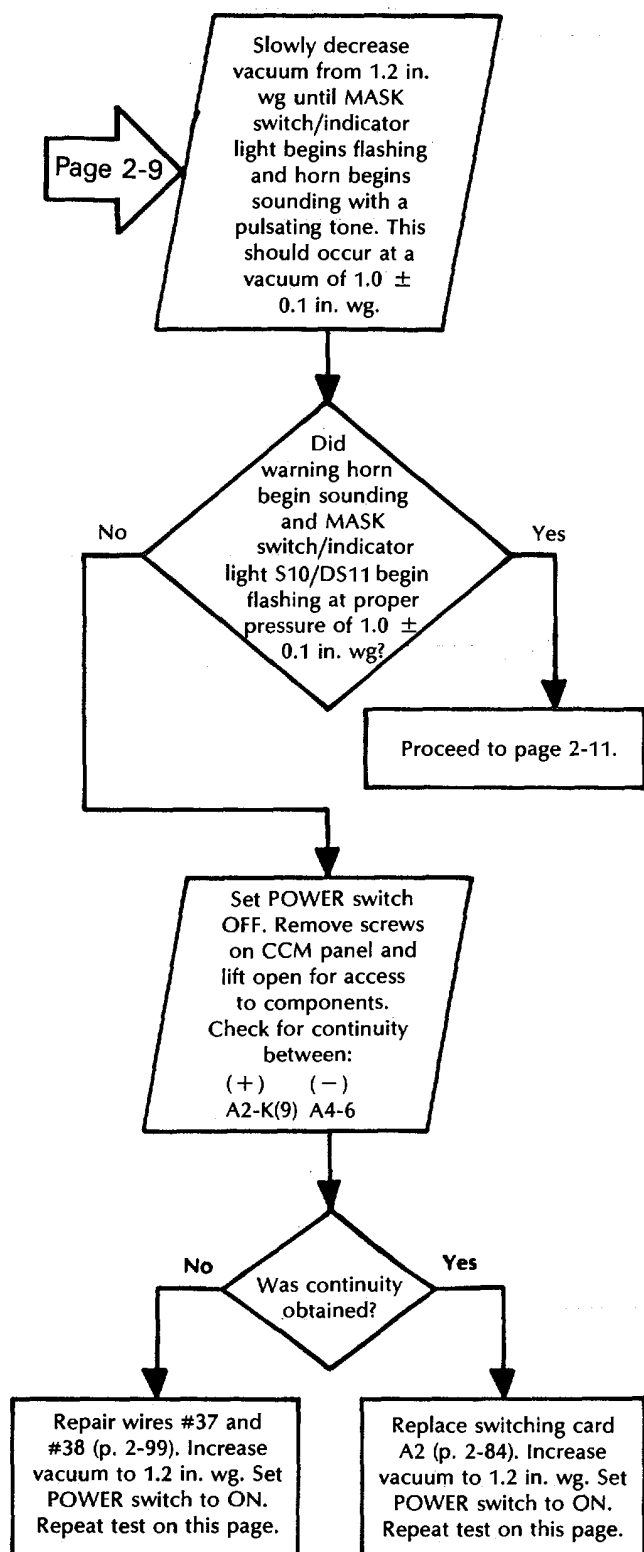 Slowly decrease
vacuum from 1.2 in.
wg until MASK
switch/indicator
light begins flashing
and horn begins
sounding with a
pulsating tone. This
should occur at a
vacuum of 1.0 ±
0.1 in. wg.
Page 2-9
Did
warning horn
begin sounding
and MASK
switch/indicator
light S10/DS11 begin
flashing at proper
pressure of 1.0 ±
0.1 in. wg?
No
Yes
Proceed to page 2-11.
Set POWER switch
OFF. Remove screws
on CCM panel and
lift open for access
to components.
Check for continuity
between:
(+) (−)
A2-K(9) A4-6
Was continuity
obtained?
No
Yes
Repair wires #37 and
#38 (p. 2-99). Increase
vacuum to 1.2 in. wg. Set
POWER switch to ON.
Repeat test on this page.
Replace switching card
A2 (p. 2-84). Increase
vacuum to 1.2 in. wg. Set
POWER switch to ON.
Repeat test on this page.